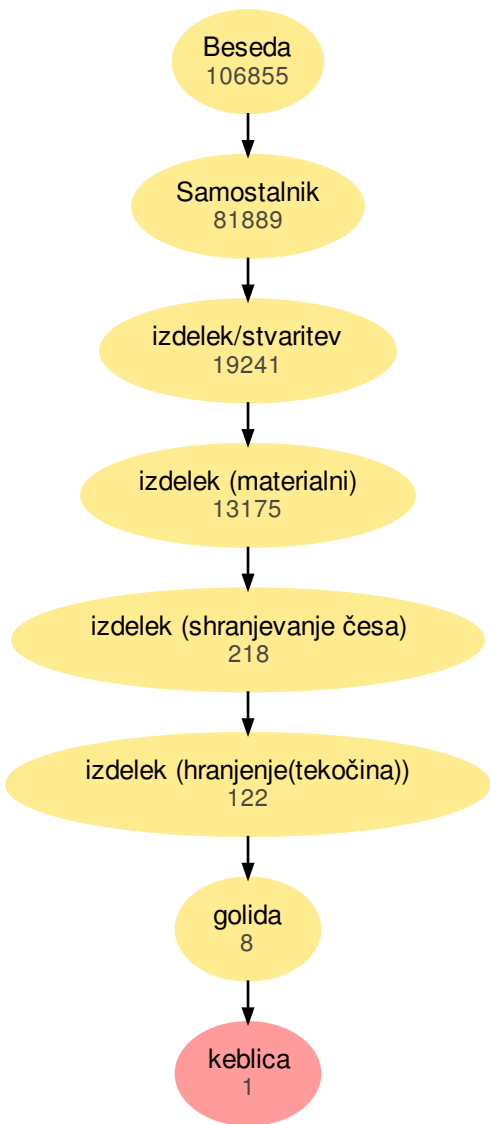 Beseda
106855
Samostalnik
81889
izdelek/stvaritev
19241
izdelek (materialni)
13175
izdelek (shranjevanje česa)
218
izdelek (hranjenje(tekočina))
122
golida
8
keblica
1